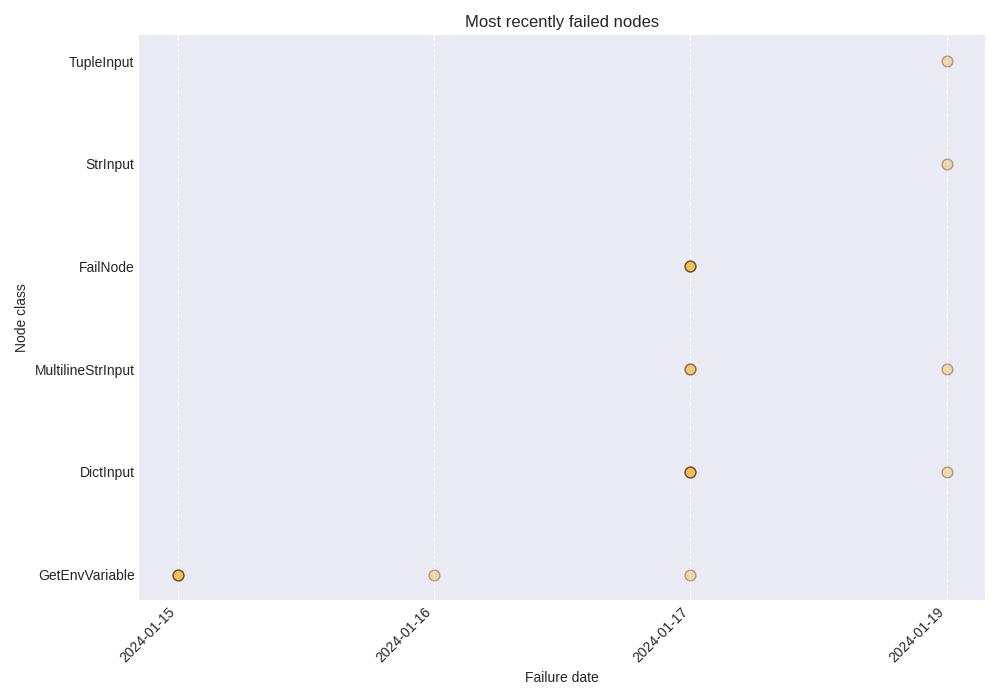 Most recently failed nodes
TupleInput
StrInput
FailNode
MultilineStrInput
DictInput
GetEnvVariable
Node class
2024-01-15
2024-01-16
2024-01-17
2024-01-19
Failure date